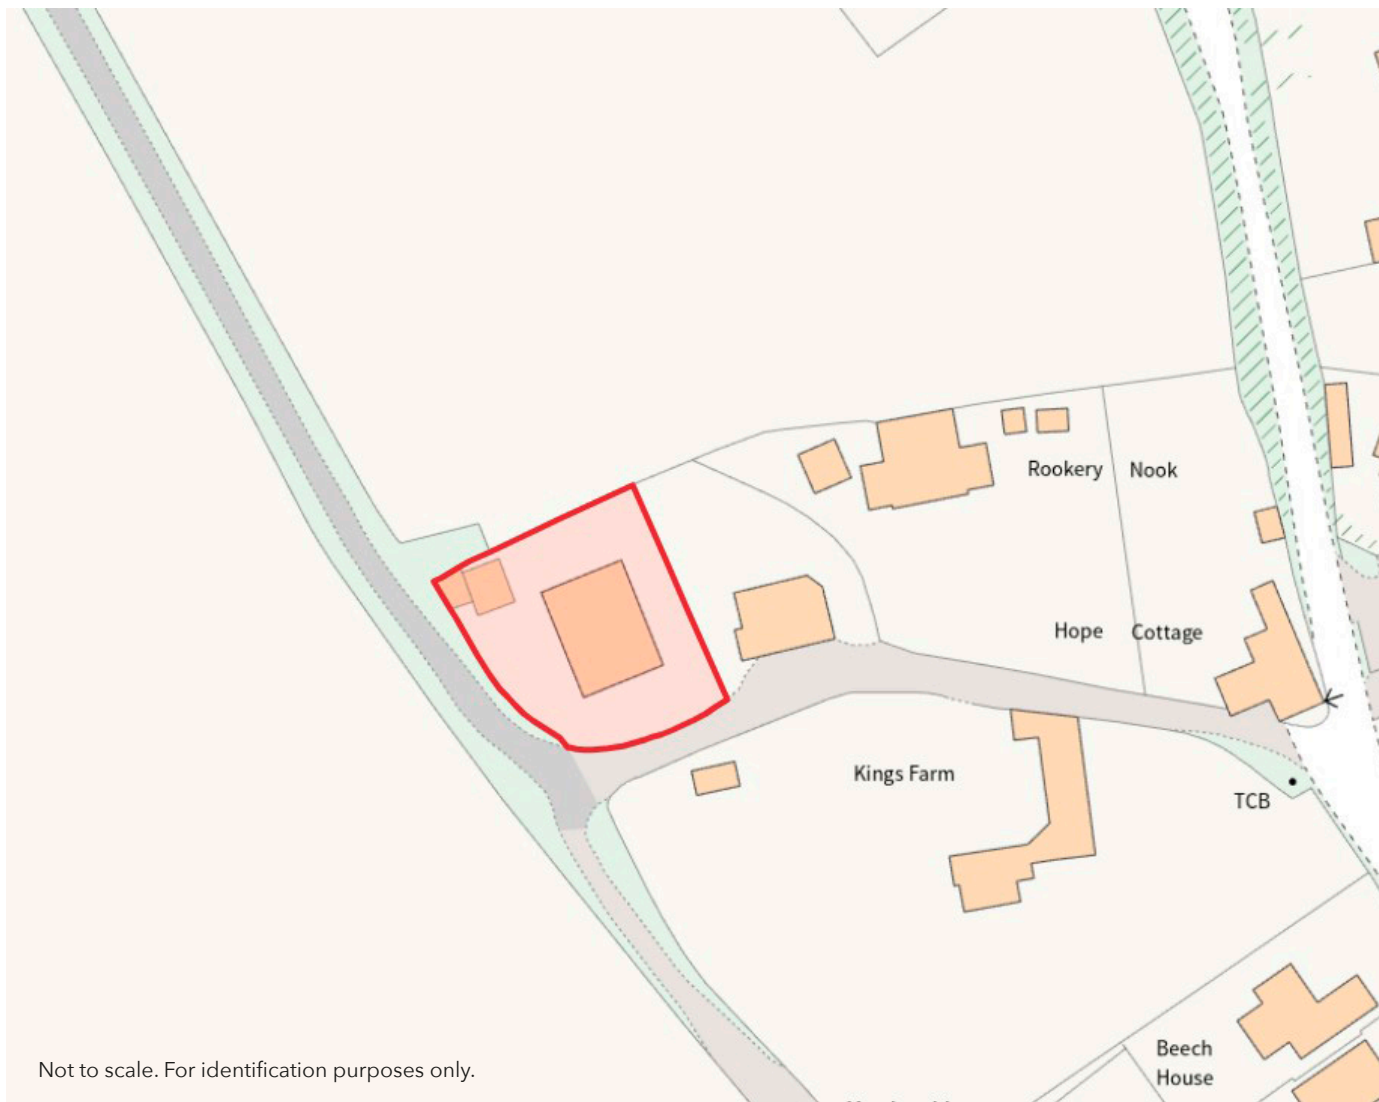 Rookery Nook
Hope Cottage
Kings Farm
TCB
Beech
House
Not to scale. For identification purposes only.